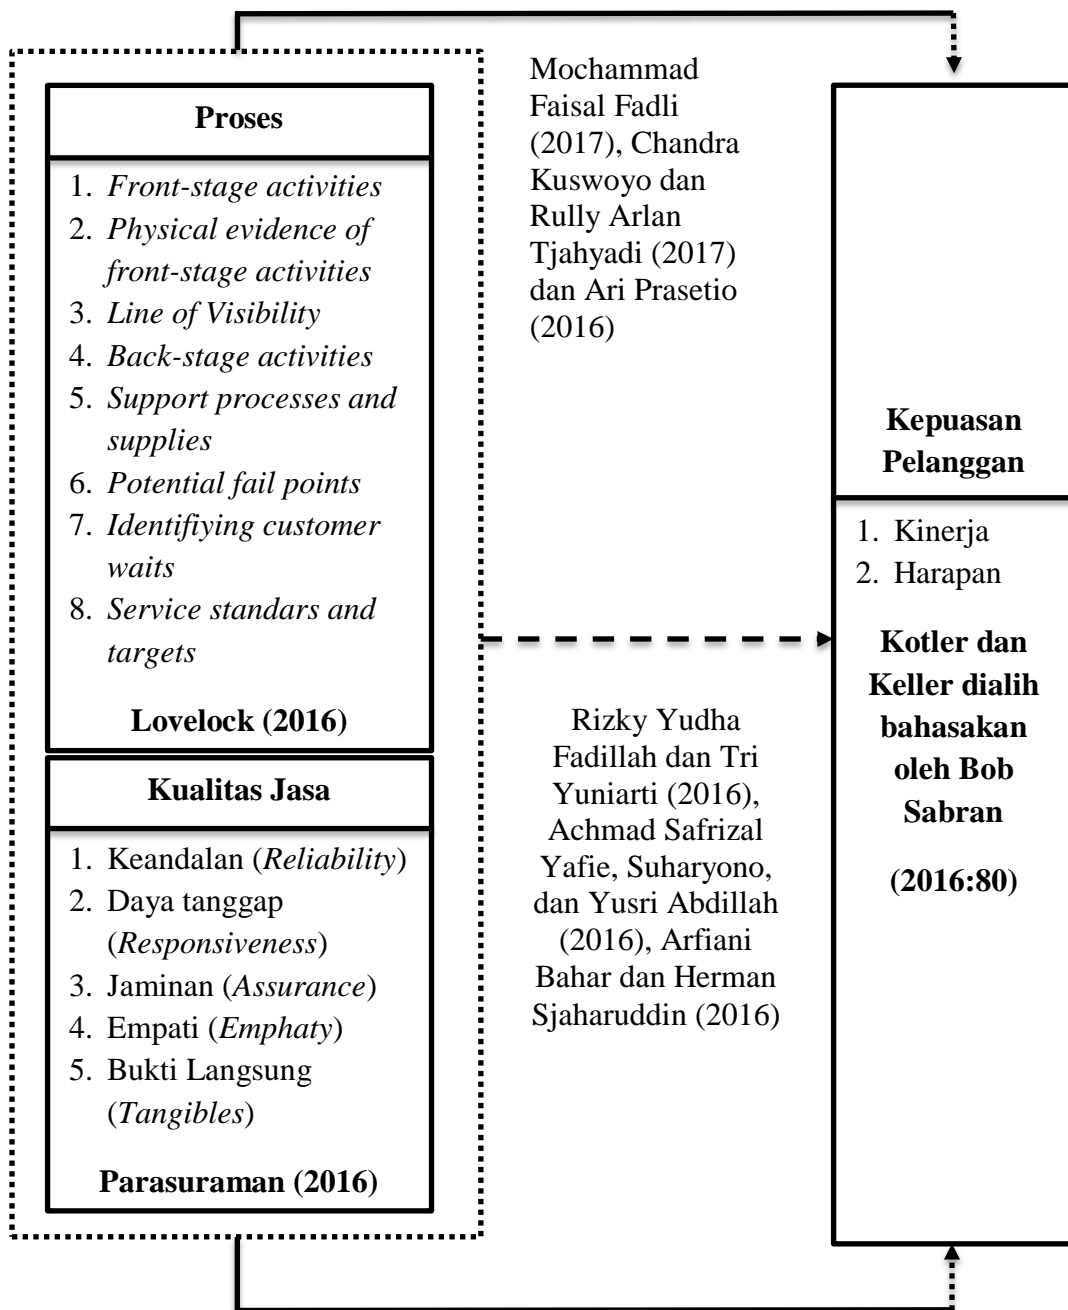 Proses
1. Front-stage activities
2. Physical evidence of
front-stage activities
3. Line of Visibility
4. Back-stage activities
5. Support processes and
supplies
6. Potential fail points
7. Identifiying customer
waits
8. Service standars and
targets
Lovelock (2016)
Kualitas Jasa
1. Keandalan (Reliability)
2. Daya tanggap
(Responsiveness)
3. Jaminan (Assurance)
4. Empati (Emphaty)
5. Bukti Langsung
(Tangibles)
Parasuraman (2016)
Mochammad
Faisal Fadli
(2017), Chandra
Kuswoyo dan
Rully Arlan
Tjahyadi (2017)
dan Ari Prasetio
(2016)
Rizky Yudha
Fadillah dan Tri
Yuniarti (2016),
Achmad Safrizal
Yafie, Suharyono,
dan Yusri Abdillah
(2016), Arfiani
Bahar dan Herman
Sjaharuddin (2016)
Kepuasan
Pelanggan
1. Kinerja
2. Harapan
Kotler dan
Keller dialih
bahasakan
oleh Bob
Sabran
(2016:80)